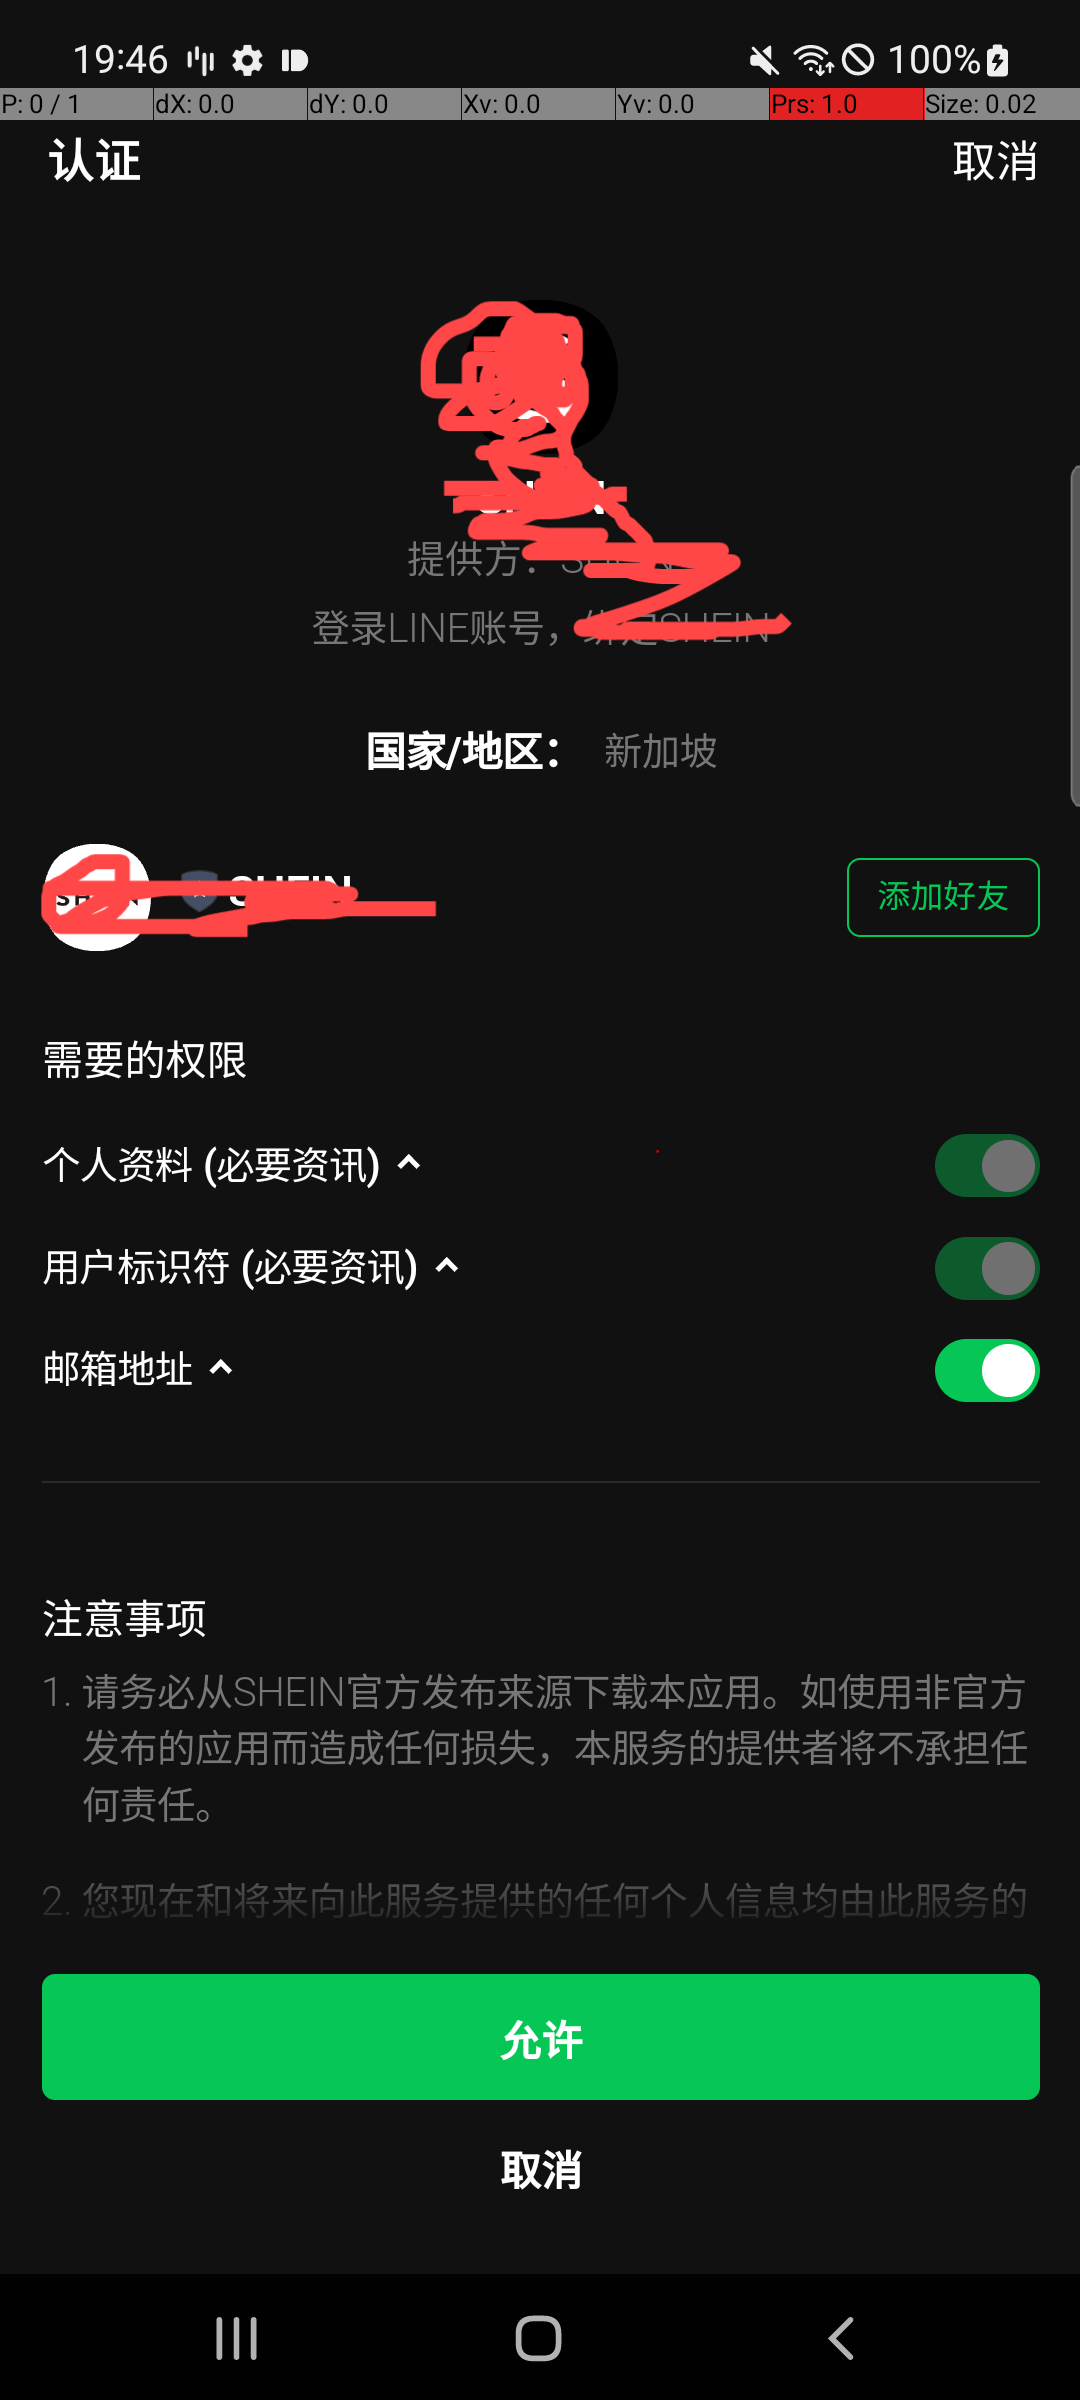 19:46 100%
P: 0 / 1 dX: 0.0 dY: 0.0 Xv: 0.0 Yv: 0.0 Prs: 1.0 Size: 0.02
认证 取消
提供方：
登录LINE账号，绑定SHEIN
国家/地区： 新加坡
SHEIN 添加好友
需要的权限
个人资料 (必要资讯)
用户标识符 (必要资讯)
邮箱地址
注意事项
1. 请务必从SHEIN官方发布来源下载本应用。如使用非官方
发布的应用而造成任何损失，本服务的提供者将不承担任
何责任。
2. 您现在和将来向此服务提供的任何个人信息均由此服务的
允许
取消